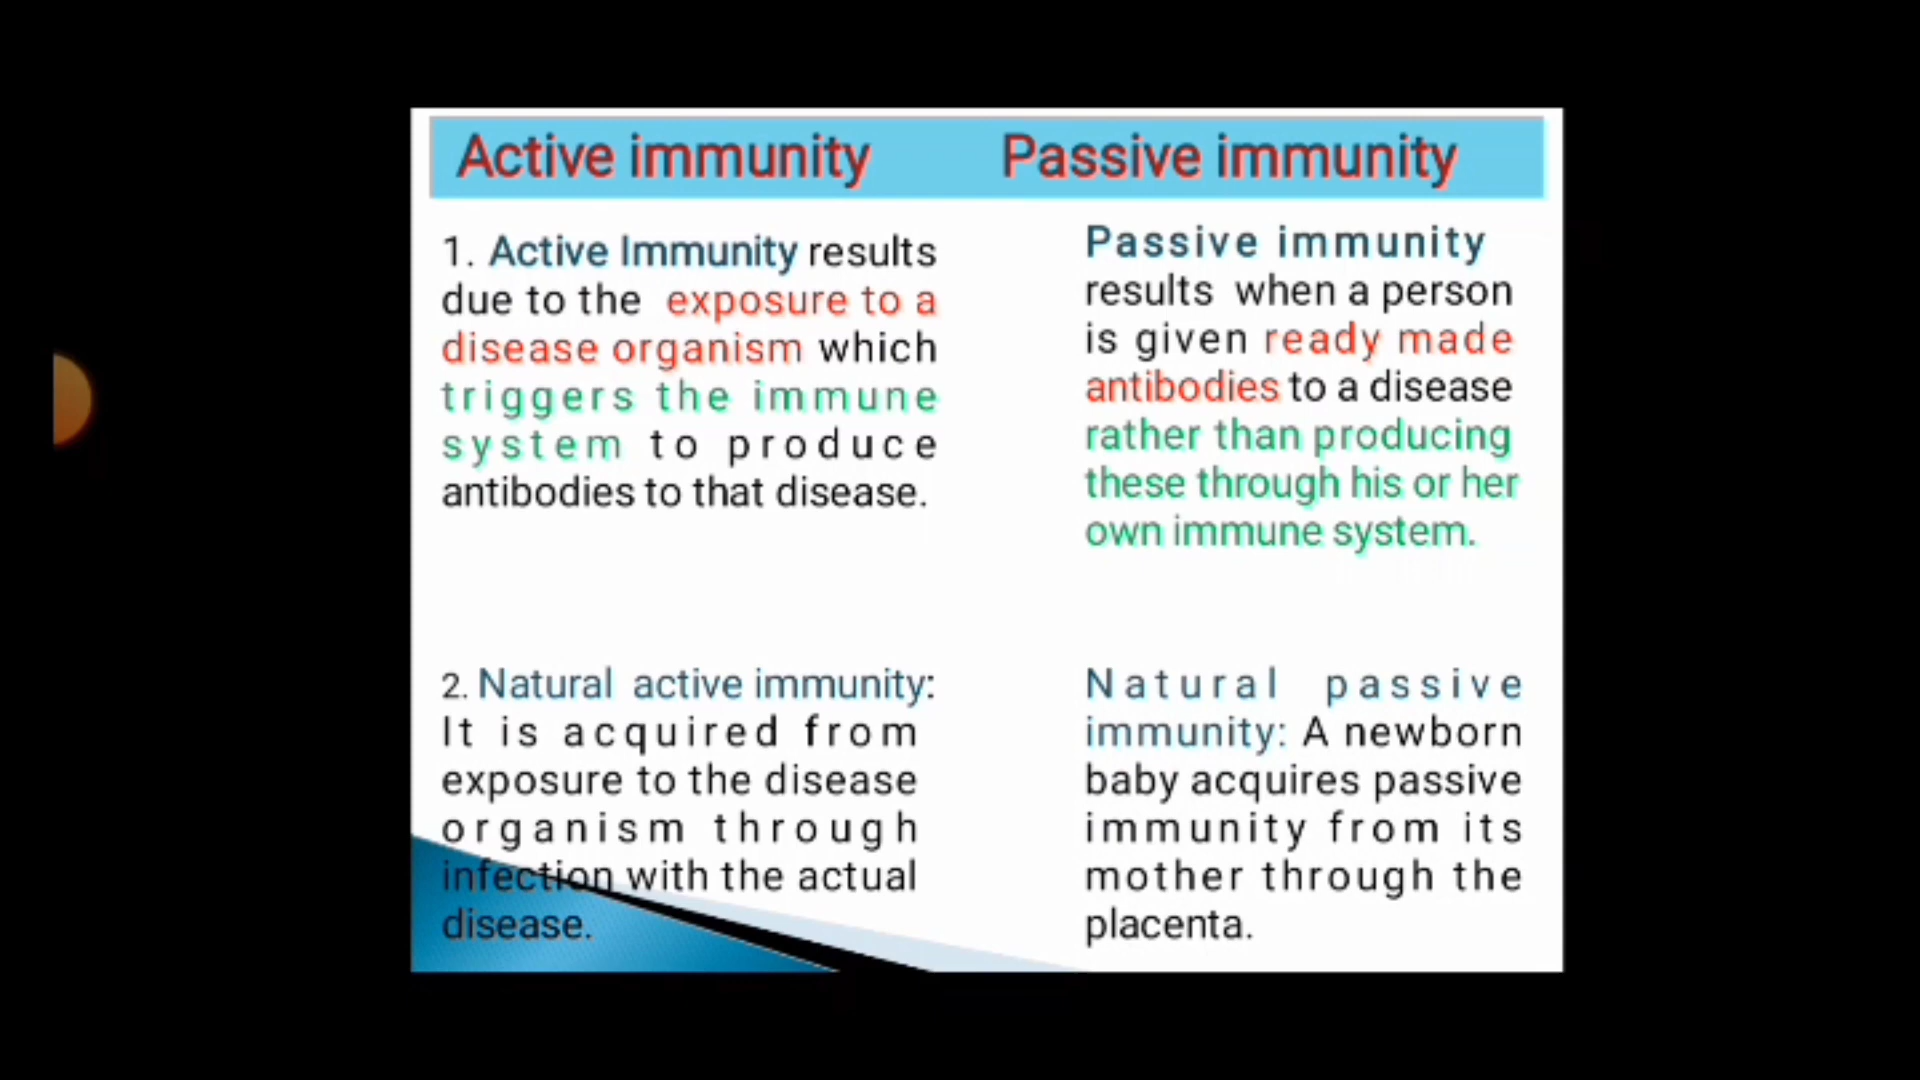 Active immunity
Passive immunity
1. Active Immunity results
due to the exposure to a
disease organism which
triggers the immune
system to produce
antibodies to that disease.
Passive immunity
results when a person
is given ready made
antibodies to a disease
rather than producing
these through his or her
own immune system.
2. Natural active immunity:
It is acquired from
exposure to the disease
organism through
infection with the actual
disease.
Natural passive
immunity: A newborn
baby acquires passive
immunity from its
mother through the
placenta.